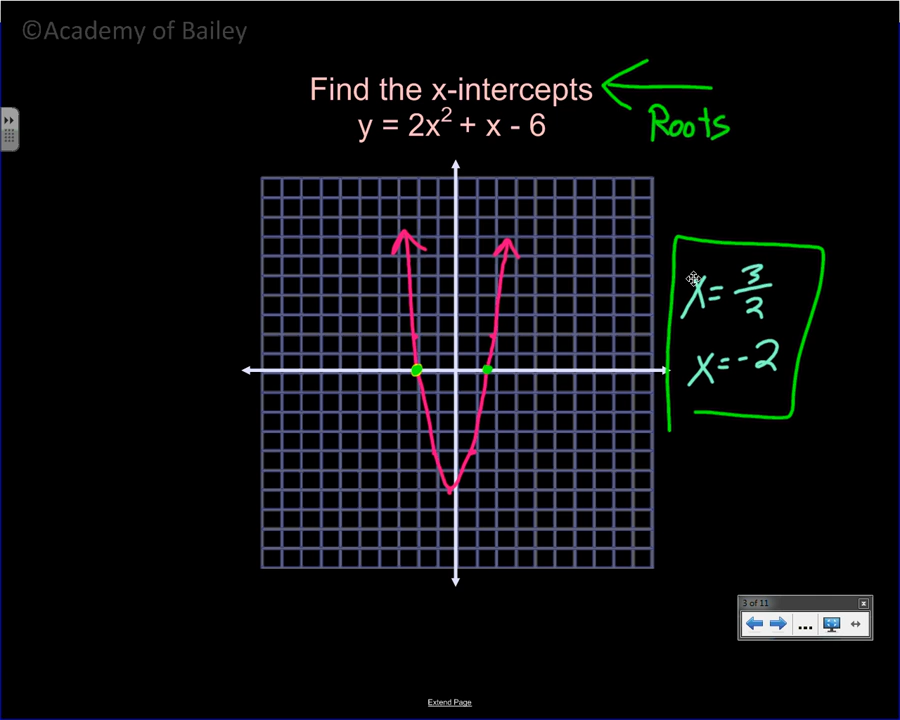 ©Academy of Bailey
Find the x-intercepts
y = 2x² + x - 6
Roots
x = 3/2
x = -2
3 of 11
...
Extend Page